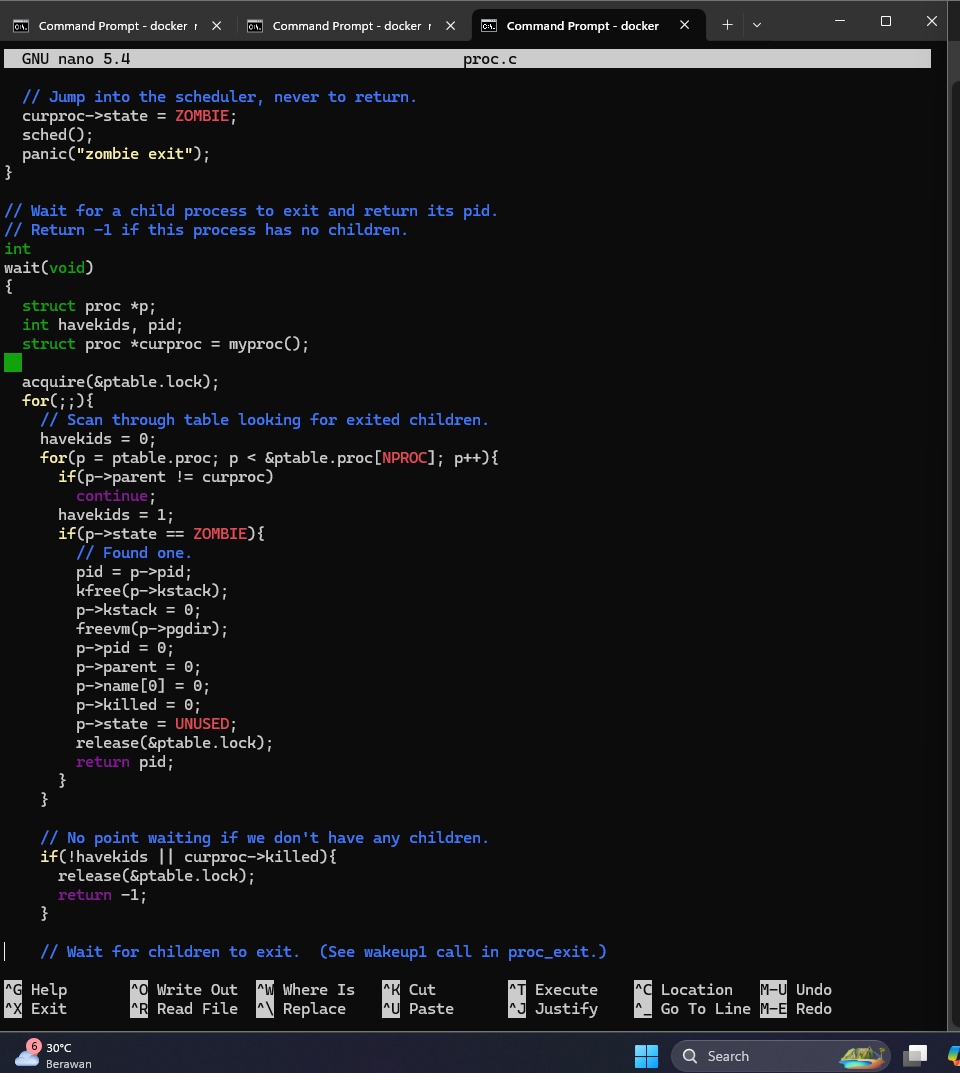 Command Prompt - docker
Command Prompt - docker
Command Prompt - docker
GNU nano 5.4 proc.c
// Jump into the scheduler, never to return.
curproc->state = ZOMBIE;
sched();
panic("zombie exit");
}
// Wait for a child process to exit and return its pid.
// Return -1 if this process has no children.
int
wait(void)
{
struct proc *p;
int havekids, pid;
struct proc *curproc = myproc();
acquire(&ptable.lock);
for(;;){
// Scan through table looking for exited children.
havekids = 0;
for(p = ptable.proc; p < &ptable.proc[NPROC]; p++){
if(p->parent != curproc)
continue;
havekids = 1;
if(p->state == ZOMBIE){
// Found one.
pid = p->pid;
kfree(p->kstack);
p->kstack = 0;
freevm(p->pgdir);
p->pid = 0;
p->parent = 0;
p->name[0] = 0;
p->killed = 0;
p->state = UNUSED;
release(&ptable.lock);
return pid;
}
}
// No point waiting if we don't have any children.
if(!havekids || curproc->killed){
release(&ptable.lock);
return -1;
}
// Wait for children to exit.  (See wakeup1 call in proc_exit.)
^G Help ^O Write Out ^W Where Is ^K Cut ^T Execute ^C Location M-U Undo
^X Exit ^R Read File ^\ Replace ^U Paste ^J Justify ^_ Go To Line M-E Redo
6
30°C
Berawan
Search